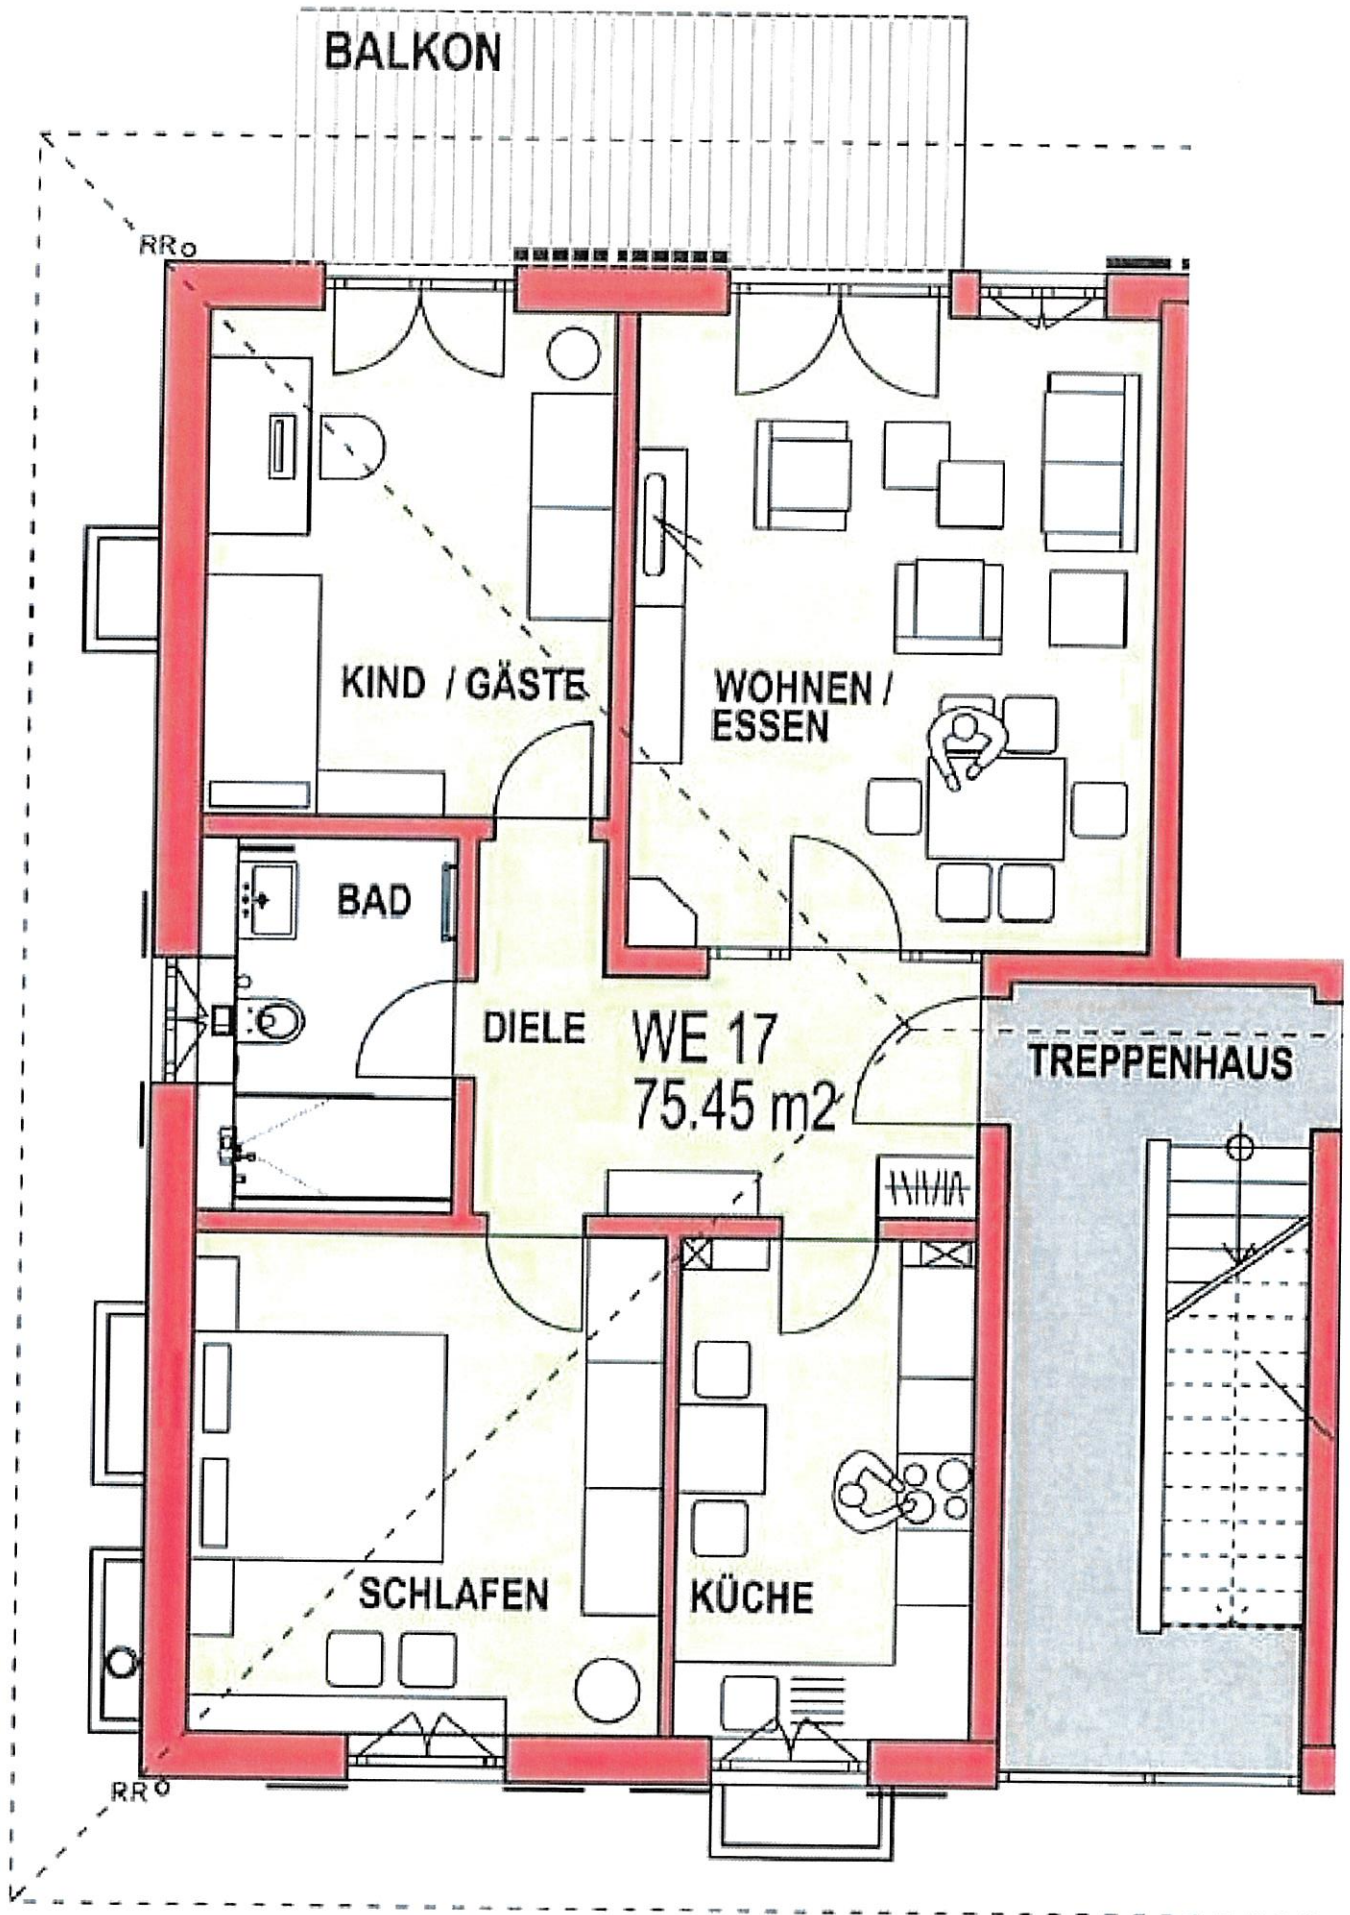 BALKON
RR
KIND / GÄSTE
WOHNEN /
ESSEN
BAD
DIELE
WE 17
75.45 m2
TREPPENHAUS
SCHLAFEN
KÜCHE
RR